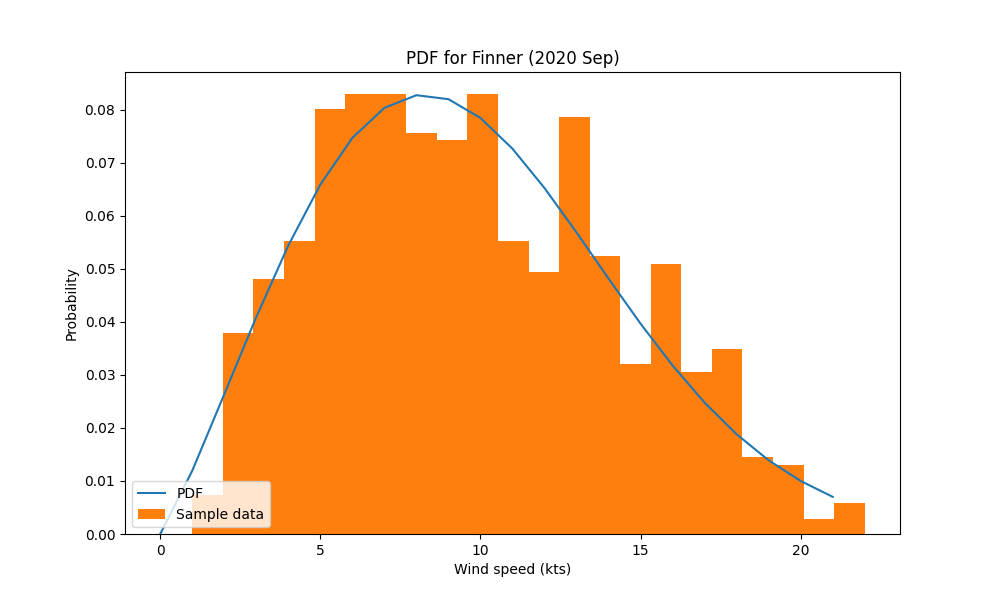 PDF for Finner (2020 Sep)
0.08
0.07
0.06
0.05
0.04
0.03
0.02
0.01
0.00
Probability
PDF
Sample data
0 5 10 15 20
Wind speed (kts)